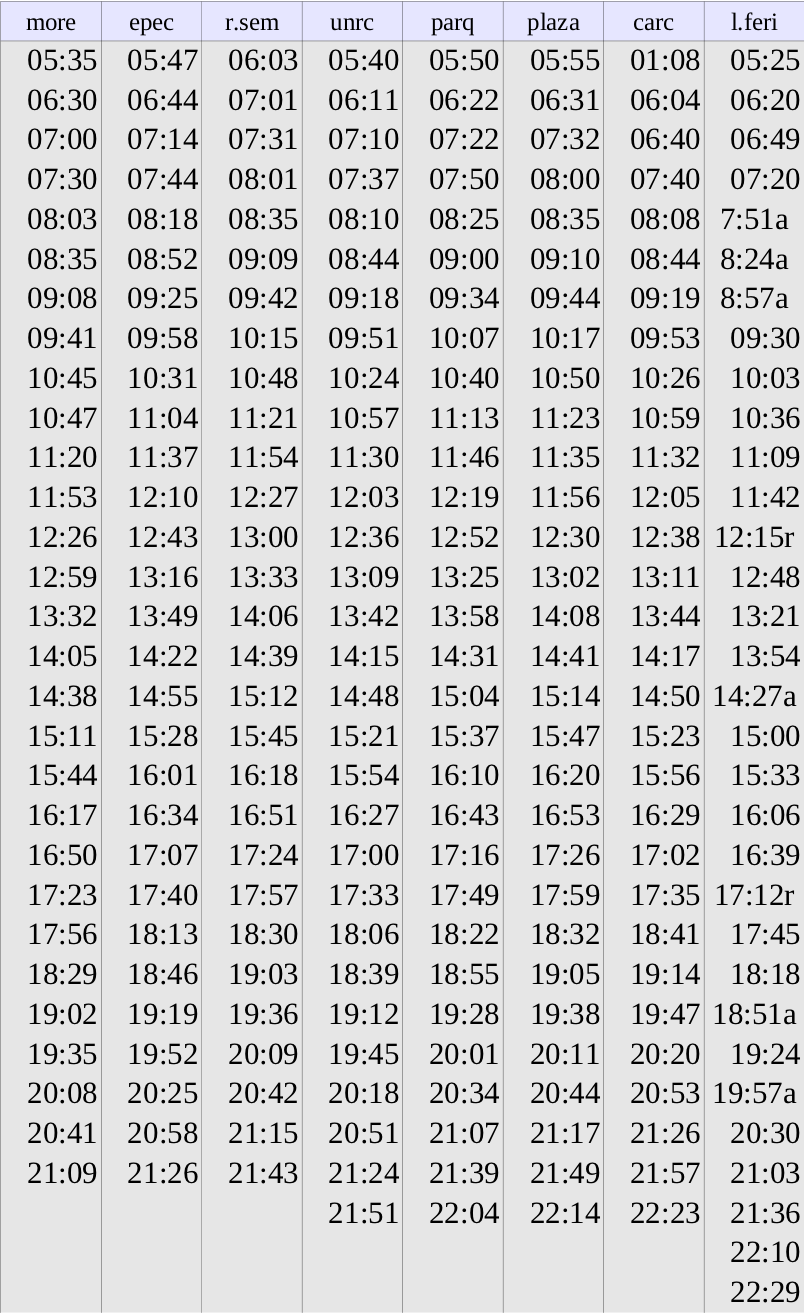 more epec r.sem unrc parq plaza carc l.feri
05:35 05:47 06:03 05:40 05:50 05:55 01:08 05:25
06:30 06:44 07:01 06:11 06:22 06:31 06:04 06:20
07:00 07:14 07:31 07:10 07:22 07:32 06:40 06:49
07:30 07:44 08:01 07:37 07:50 08:00 07:40 07:20
08:03 08:18 08:35 08:10 08:25 08:35 08:08 7:51a
08:35 08:52 09:09 08:44 09:00 09:10 08:44 8:24a
09:08 09:25 09:42 09:18 09:34 09:44 09:19 8:57a
09:41 09:58 10:15 09:51 10:07 10:17 09:53 09:30
10:45 10:31 10:48 10:24 10:40 10:50 10:26 10:03
10:47 11:04 11:21 10:57 11:13 11:23 10:59 10:36
11:20 11:37 11:54 11:30 11:46 11:35 11:32 11:09
11:53 12:10 12:27 12:03 12:19 11:56 12:05 11:42
12:26 12:43 13:00 12:36 12:52 12:30 12:38 12:15r
12:59 13:16 13:33 13:09 13:25 13:02 13:11 12:48
13:32 13:49 14:06 13:42 13:58 14:08 13:44 13:21
14:05 14:22 14:39 14:15 14:31 14:41 14:17 13:54
14:38 14:55 15:12 14:48 15:04 15:14 14:50 14:27a
15:11 15:28 15:45 15:21 15:37 15:47 15:23 15:00
15:44 16:01 16:18 15:54 16:10 16:20 15:56 15:33
16:17 16:34 16:51 16:27 16:43 16:53 16:29 16:06
16:50 17:07 17:24 17:00 17:16 17:26 17:02 16:39
17:23 17:40 17:57 17:33 17:49 17:59 17:35 17:12r
17:56 18:13 18:30 18:06 18:22 18:32 18:41 17:45
18:29 18:46 19:03 18:39 18:55 19:05 19:14 18:18
19:02 19:19 19:36 19:12 19:28 19:38 19:47 18:51a
19:35 19:52 20:09 19:45 20:01 20:11 20:20 19:24
20:08 20:25 20:42 20:18 20:34 20:44 20:53 19:57a
20:41 20:58 21:15 20:51 21:07 21:17 21:26 20:30
21:09 21:26 21:43 21:24 21:39 21:49 21:57 21:03
21:51 22:04 22:14 22:23 21:36
22:10
22:29